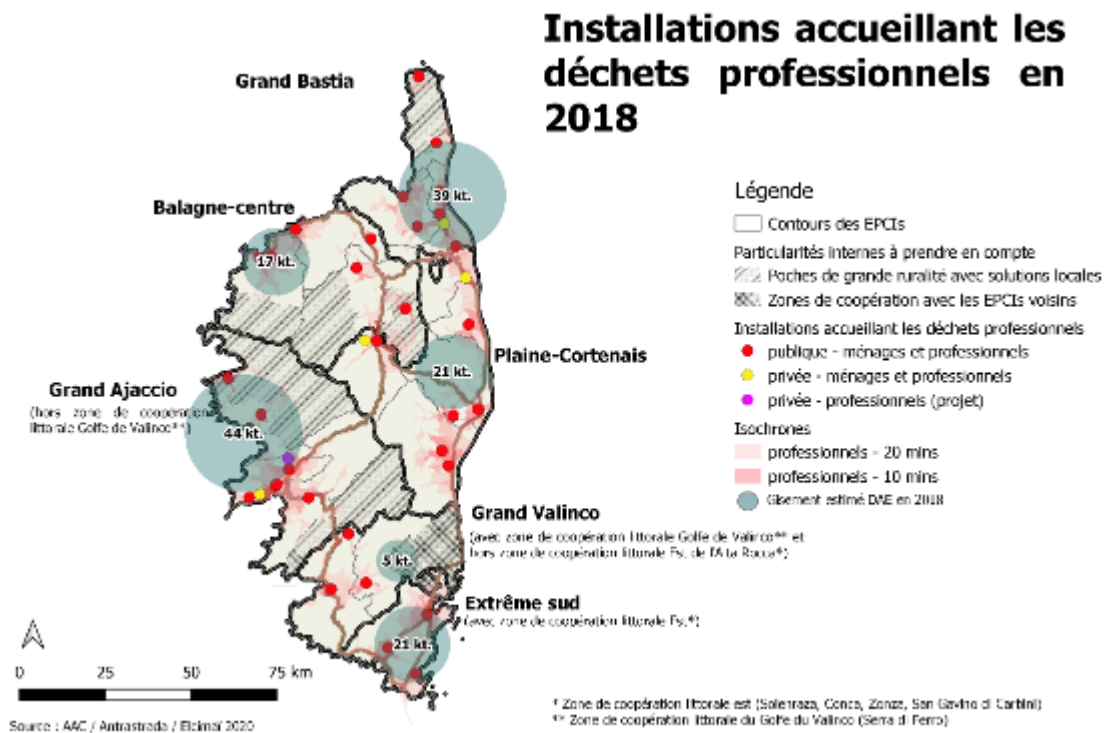 Installations accueillant les
déchets professionnels en
2018
Grand Bastia
39 kt.
Balagne-centre
17 kt.
Plaine-Cortenais
21 kt.
Grand Ajaccio
(hors zone de coopération
littorale Golfe de Valinco**)
44 kt.
Grand Valinco
(avec zone de coopération littorale Golfe de Valinco** et
hors zone de coopération littorale Est de l'Alta Rocca*)
5 kt.
Extrême sud
(avec zone de coopération littorale Est*)
21 kt.
Légende
Contours des EPCIs
Particularités internes à prendre en compte
Poches de grande ruralité avec solutions locales
Zones de coopération avec les EPCIs voisins
Installations accueillant les déchets professionnels
publique - ménages et professionnels
privée - ménages et professionnels
privée - professionnels (projet)
Isochrones
professionnels - 20 mins
professionnels - 10 mins
Gisement estimé DAE en 2018
0 25 50 75 km
Source : AAC / Antrastrada / Elcimaï 2020
* Zone de coopération littorale est (Solenzara, Conca, Zonza, San Gavino di Carbini)
** Zone de coopération littorale du Golfe du Valinco (Serra di Ferro)